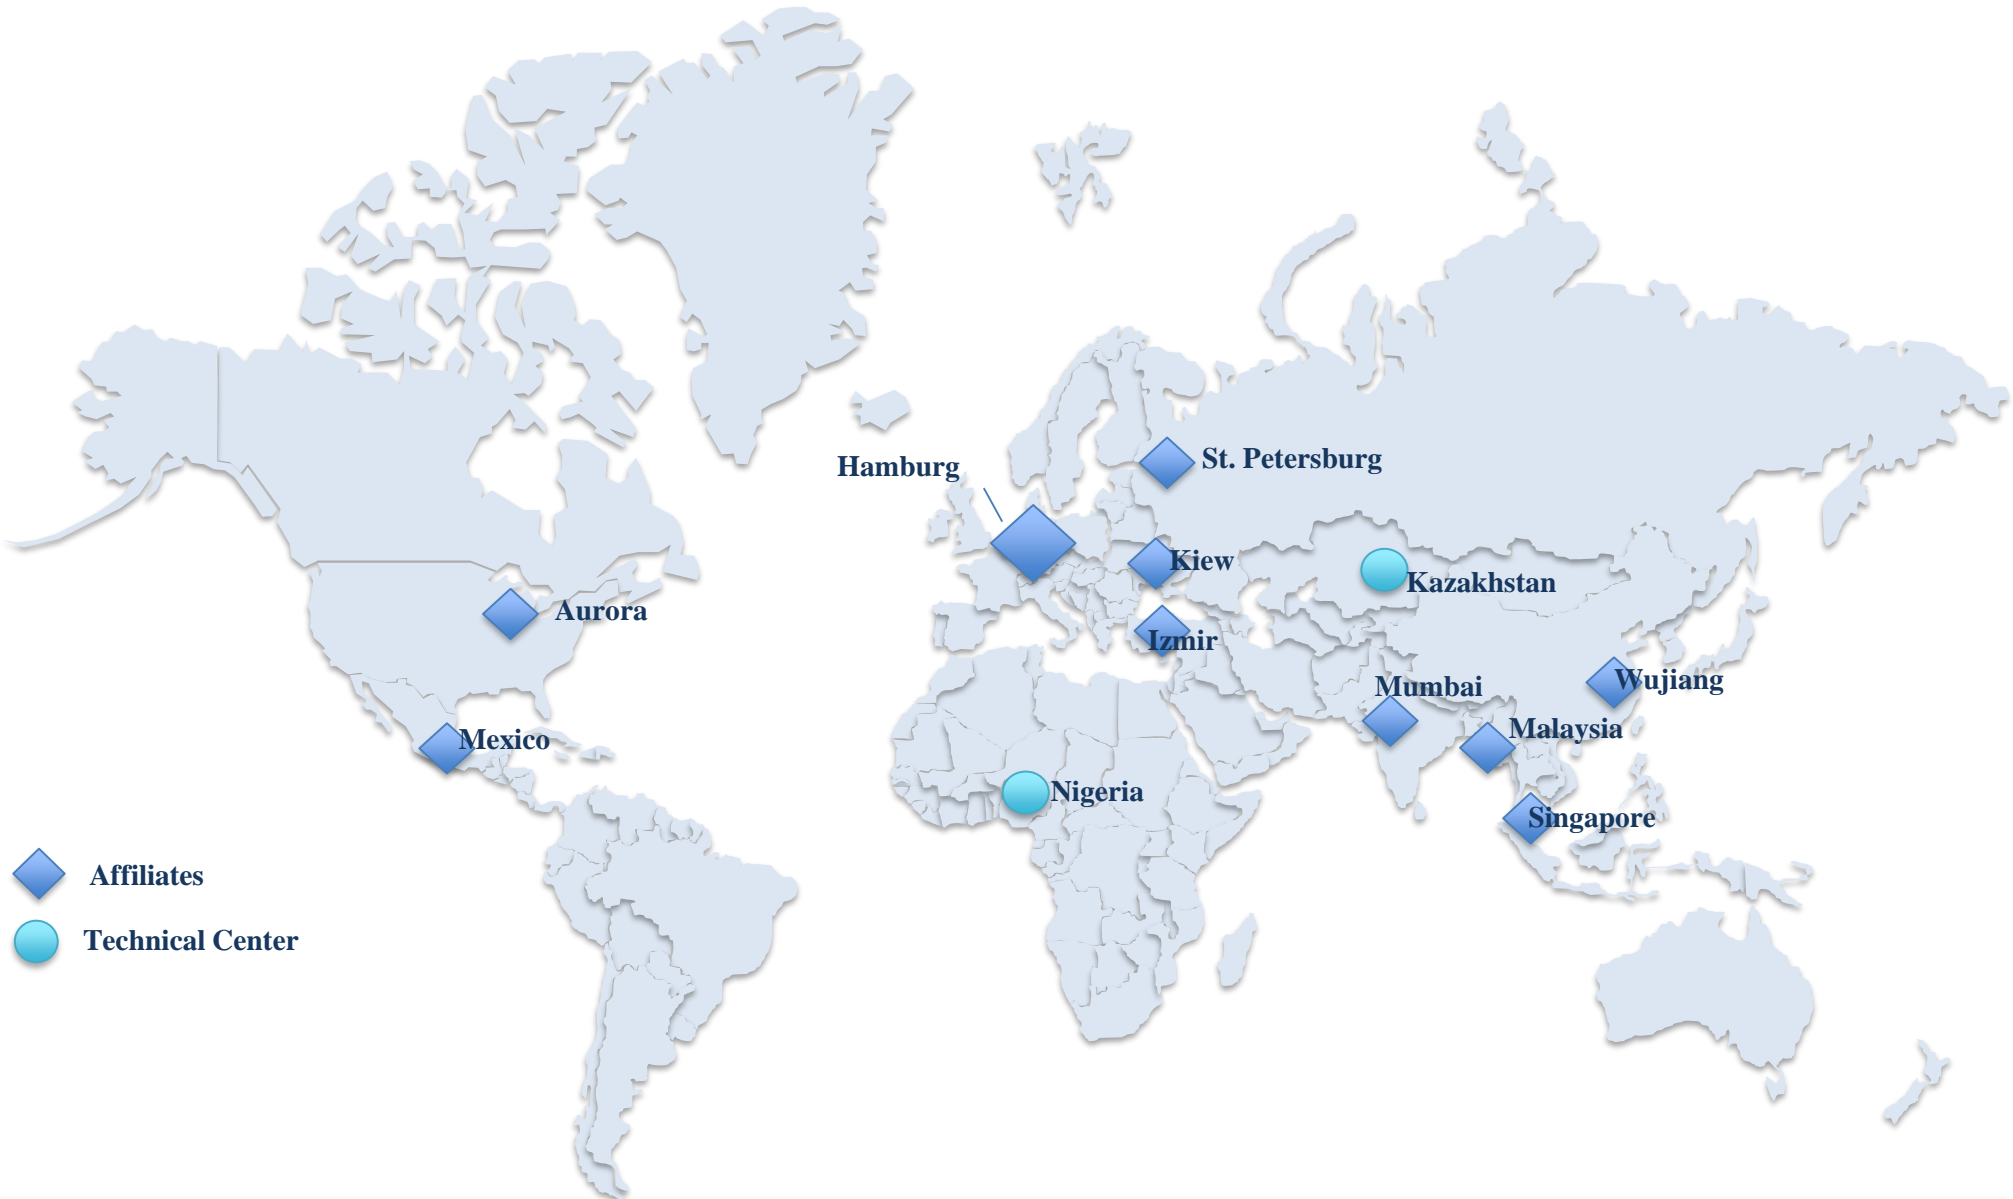 St. Petersburg
Hamburg
Kiew
Kazakhstan
Aurora
Izmir
Wujiang
Mumbai
Malaysia
Mexico
Nigeria
Singapore
Affiliates
Technical Center